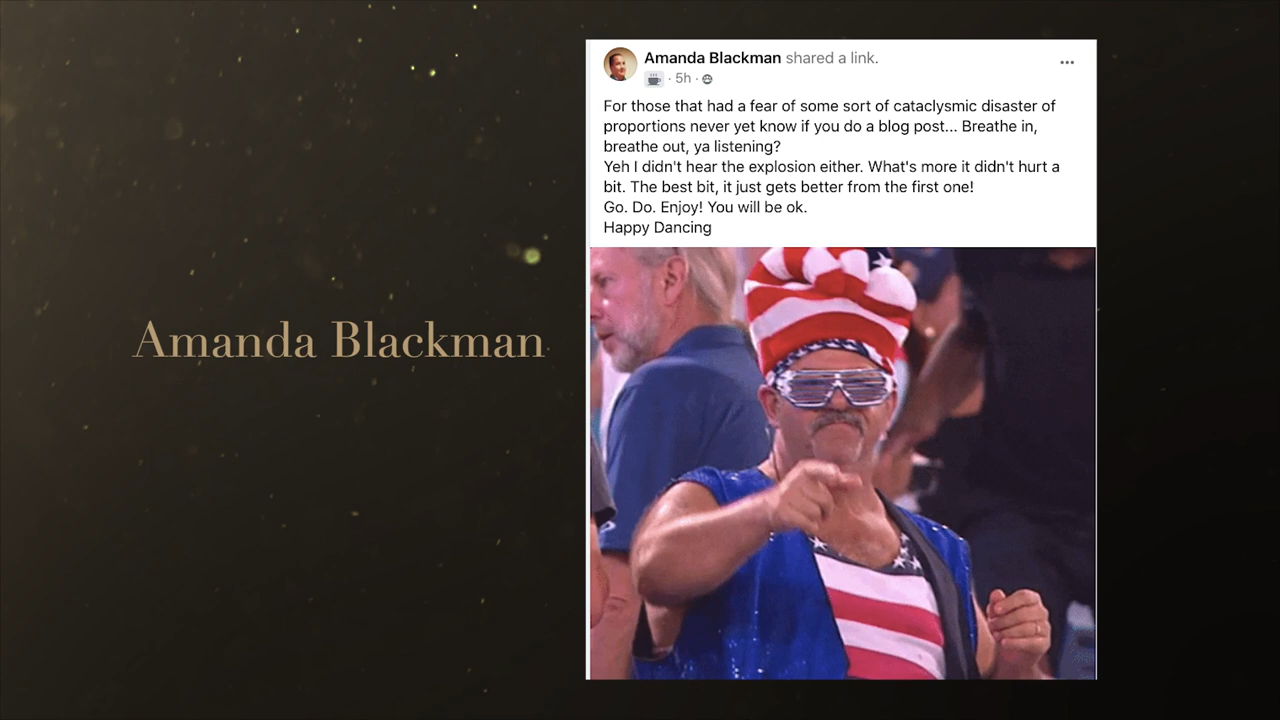 Amanda Blackman shared a link.
· 5h ·
For those that had a fear of some sort of cataclysmic disaster of
proportions never yet know if you do a blog post... Breathe in,
breathe out, ya listening?
Yeh I didn't hear the explosion either. What's more it didn't hurt a
bit. The best bit, it just gets better from the first one!
Go. Do. Enjoy! You will be ok.
Happy Dancing
Amanda Blackman